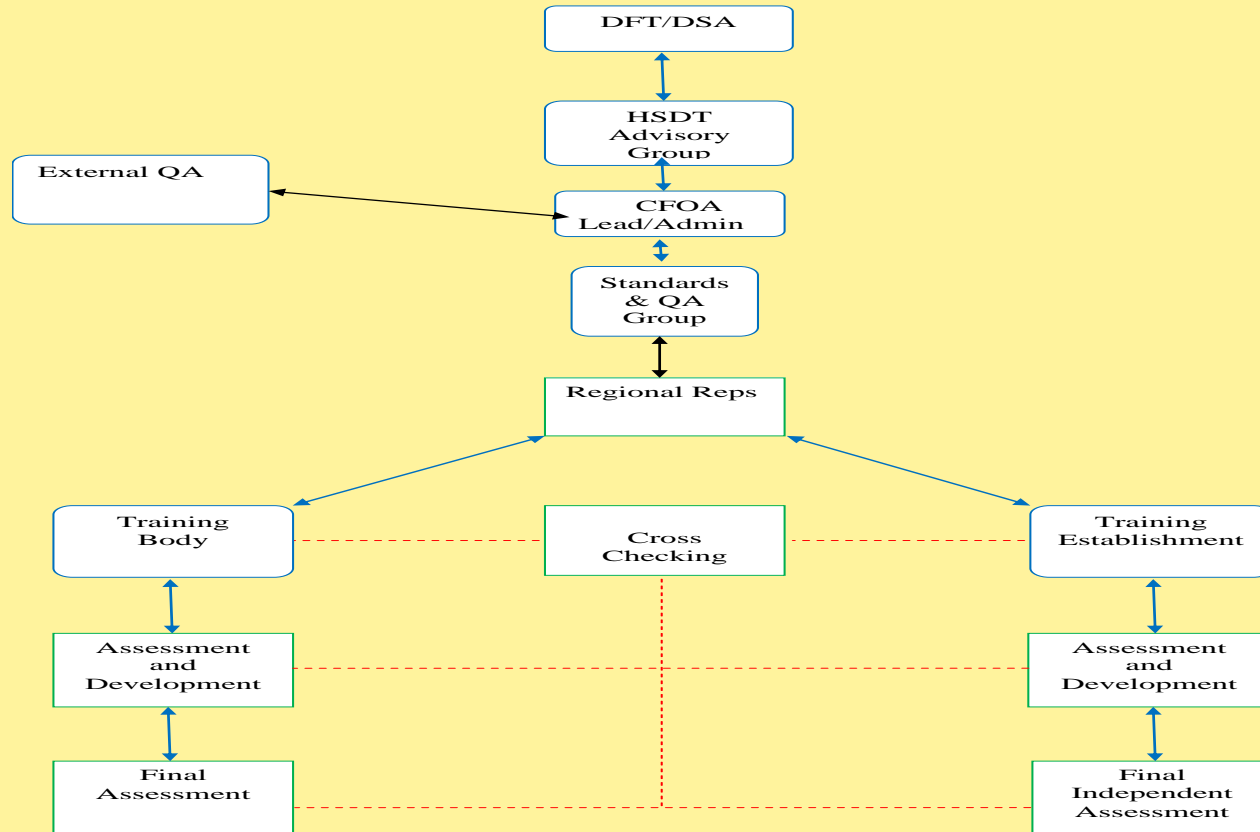 DFT/DSA
HSDT
Advisory
Group
External QA
CFOA
Lead/Admin
Standards
& QA
Group
Regional Reps
Training
Body
Cross
Checking
Training
Establishment
Assessment
and
Development
Assessment
and
Development
Final
Assessment
Final
Independent
Assessment